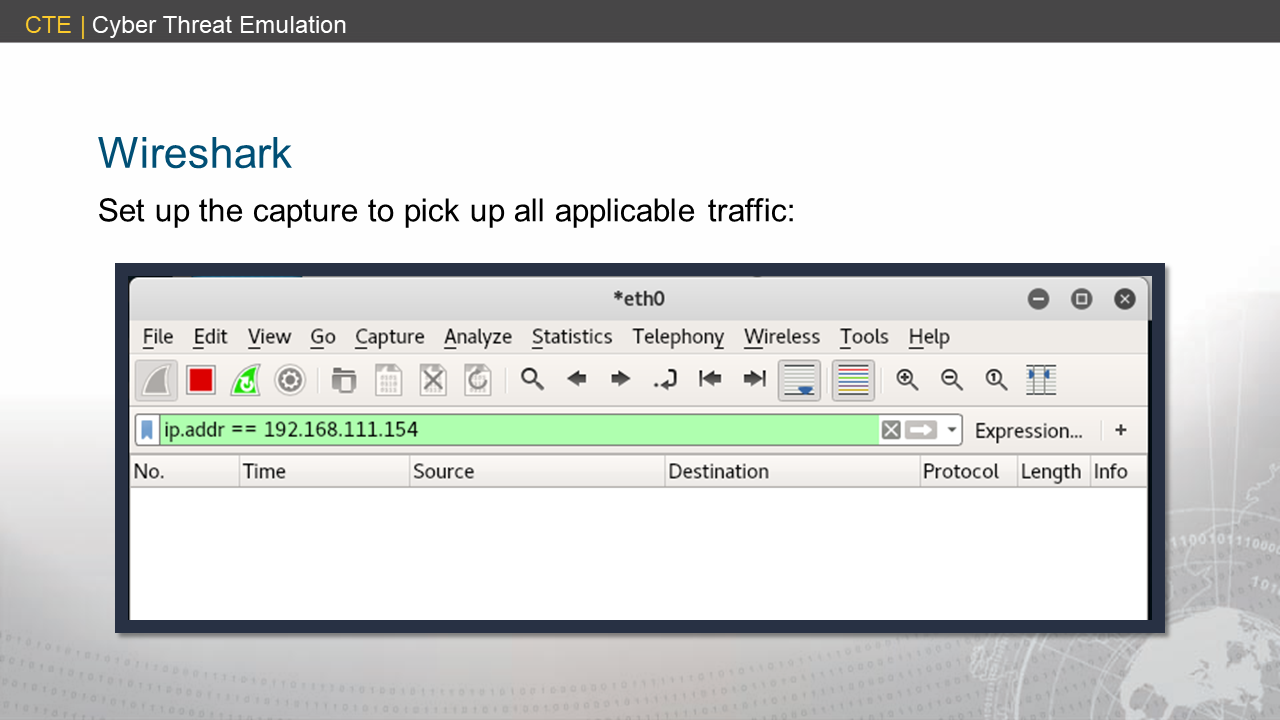 CTE | Cyber Threat Emulation
Wireshark
Set up the capture to pick up all applicable traffic:
*eth0
File Edit View Go Capture Analyze Statistics Telephony Wireless Tools Help
ip.addr == 192.168.111.154 Expression... +
No. Time Source Destination Protocol Length Info